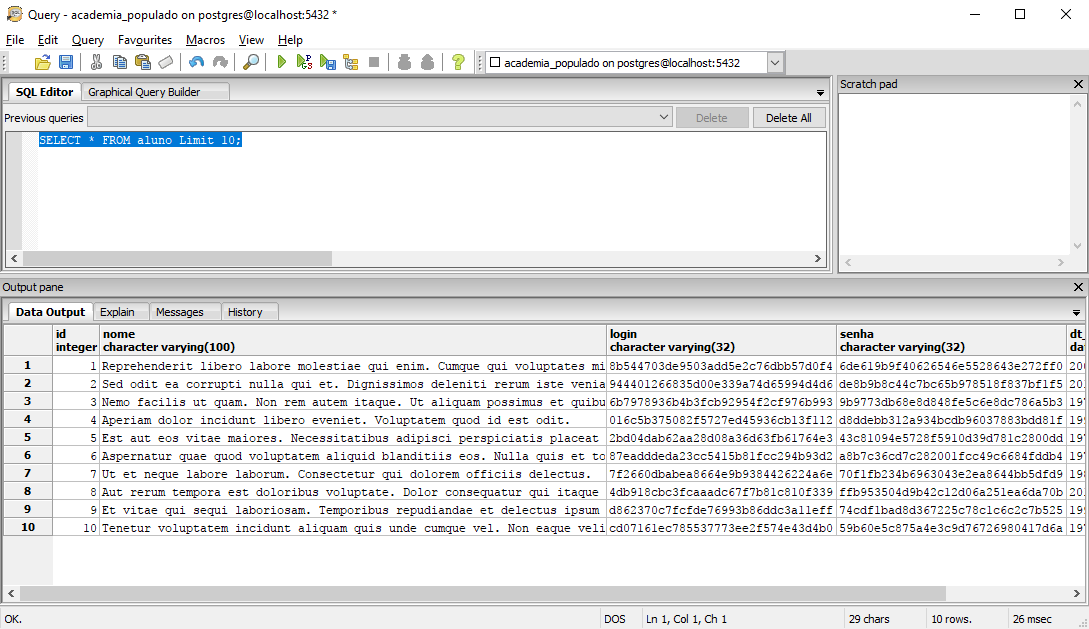 Query - academia_populado on postgres@localhost:5432 *
File Edit Query Favourites Macros View Help
academia_populado on postgres@localhost:5432
SQL Editor Graphical Query Builder
Scratch pad
Previous queries Delete Delete All
SELECT * FROM aluno Limit 10;
Output pane
Data Output Explain Messages History
id nome login senha dt_
integer character varying(100) character varying(32) character varying(32) da
1 1 Reprehenderit libero labore molestiae qui enim. Cumque qui voluptates mi 8b544703de9503add5e2c76dbb57d0f4 6de619b9f40626546e5528643e272ff0 200
2 2 Sed odit ea corrupti nulla qui et. Dignissimos deleniti rerum iste venia 944401266835d00e339a74d65994d4d6 de8b9b8c44c7bc65b978518f837bf1f5 20
3 3 Nemo facilis ut quam. Non rem autem itaque. Ut aliquam possimus et quibu 6b7978936b4b3fcb92954f2cf976b993 9b9773db68e8d848fe5c6e8dc786a5b3 197
4 4 Aperiam dolor incidunt libero eveniet. Voluptatem quod id est odit. 016c5b375082f5727ed45936cb13f112 d8ddebb312a934bcdb96037883bdd81f 199
5 5 Est aut eos vitae maiores. Necessitatibus adipisci perspiciatis placeat 2bd04dab62aa28d08a36d63fb61764e3 43c81094e5728f5910d39d781c2800dd 197
6 6 Aspernatur quae quod voluptatem aliquid blanditiis eos. Nulla quis et to 87eadddeda23cc5415b81fcc294b93d2 a8b7c36cd7c282001fcc49c6684fddb4 197
7 7 Ut et neque labore laborum. Consectetur qui dolorem officiis delectus. 7f2660dbabea8664e9b9384426224a6e 70f1fb234b6963043e2ea8644bb5dfd9 198
8 8 Aut rerum tempora est doloribus voluptate. Dolor consequatur qui itaque 4db918cbc3fcaaadc67f7b81c810f339 ffb953504d9b42c12d06a251ea6da70b 20
9 9 Et vitae qui sequi laboriosam. Temporibus repudiandae et delectus ipsum d862370c7fcfde76993b86ddc3a11eff 74cdf1bad8d367225c78c1c6c2c7b525 199
10 10 Tenetur voluptatem incidunt aliquam quis unde cumque vel. Non eaque veli cd07161ec785537773ee2f574e43d4b0 59b60e5c875a4e3c9d76726980417d6a 197
OK. DOS Ln 1, Col 1, Ch 1 29 chars 10 rows. 26 msec